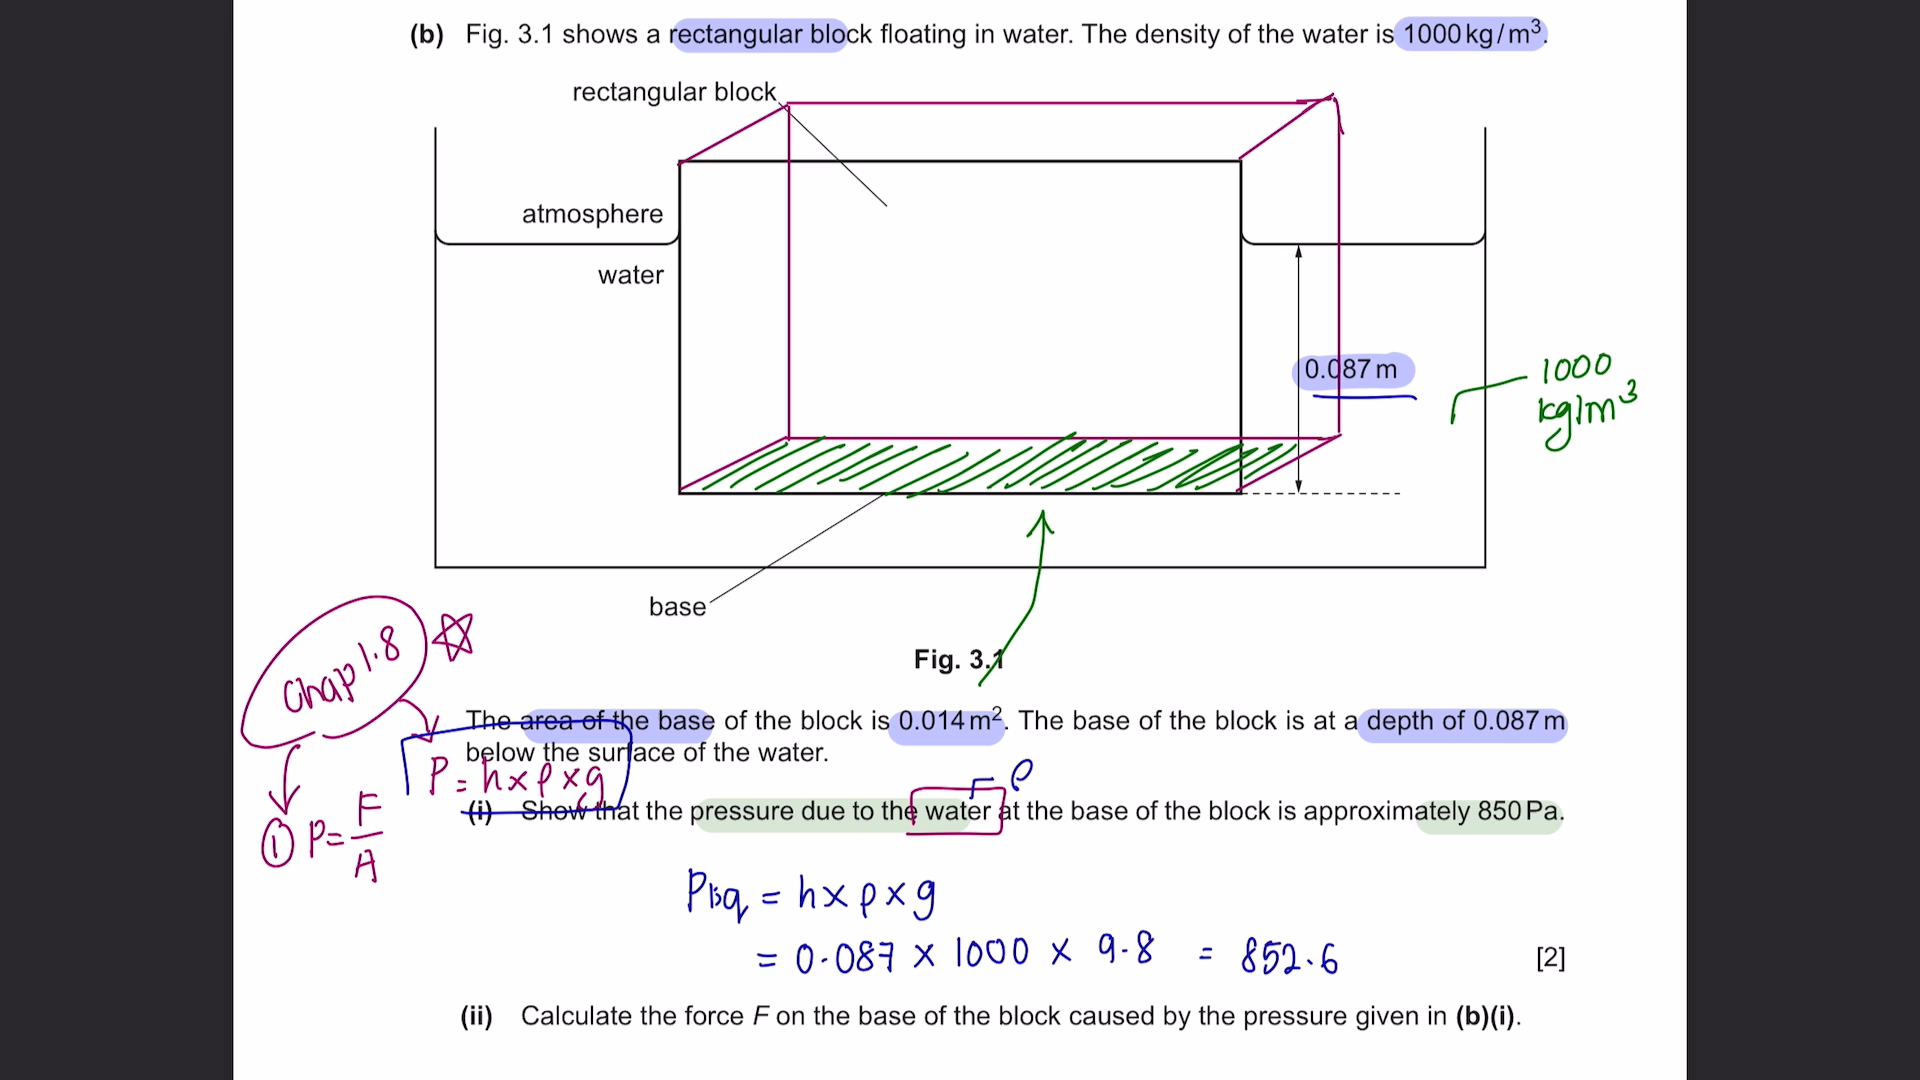 (b) Fig. 3.1 shows a rectangular block floating in water. The density of the water is 1000 kg/m³.
rectangular block
atmosphere
water
0.087 m
1000
kg/m³
base
Fig. 3.1
Chap 1.8
The area of the base of the block is 0.014 m². The base of the block is at a depth of 0.087 m
below the surface of the water.
P = h × ρ × g
ρ
(i) Show that the pressure due to the water at the base of the block is approximately 850 Pa.
① P = F/A
Pliq = h × ρ × g
= 0.087 × 1000 × 9.8 = 852.6
[2]
(ii) Calculate the force F on the base of the block caused by the pressure given in (b)(i).